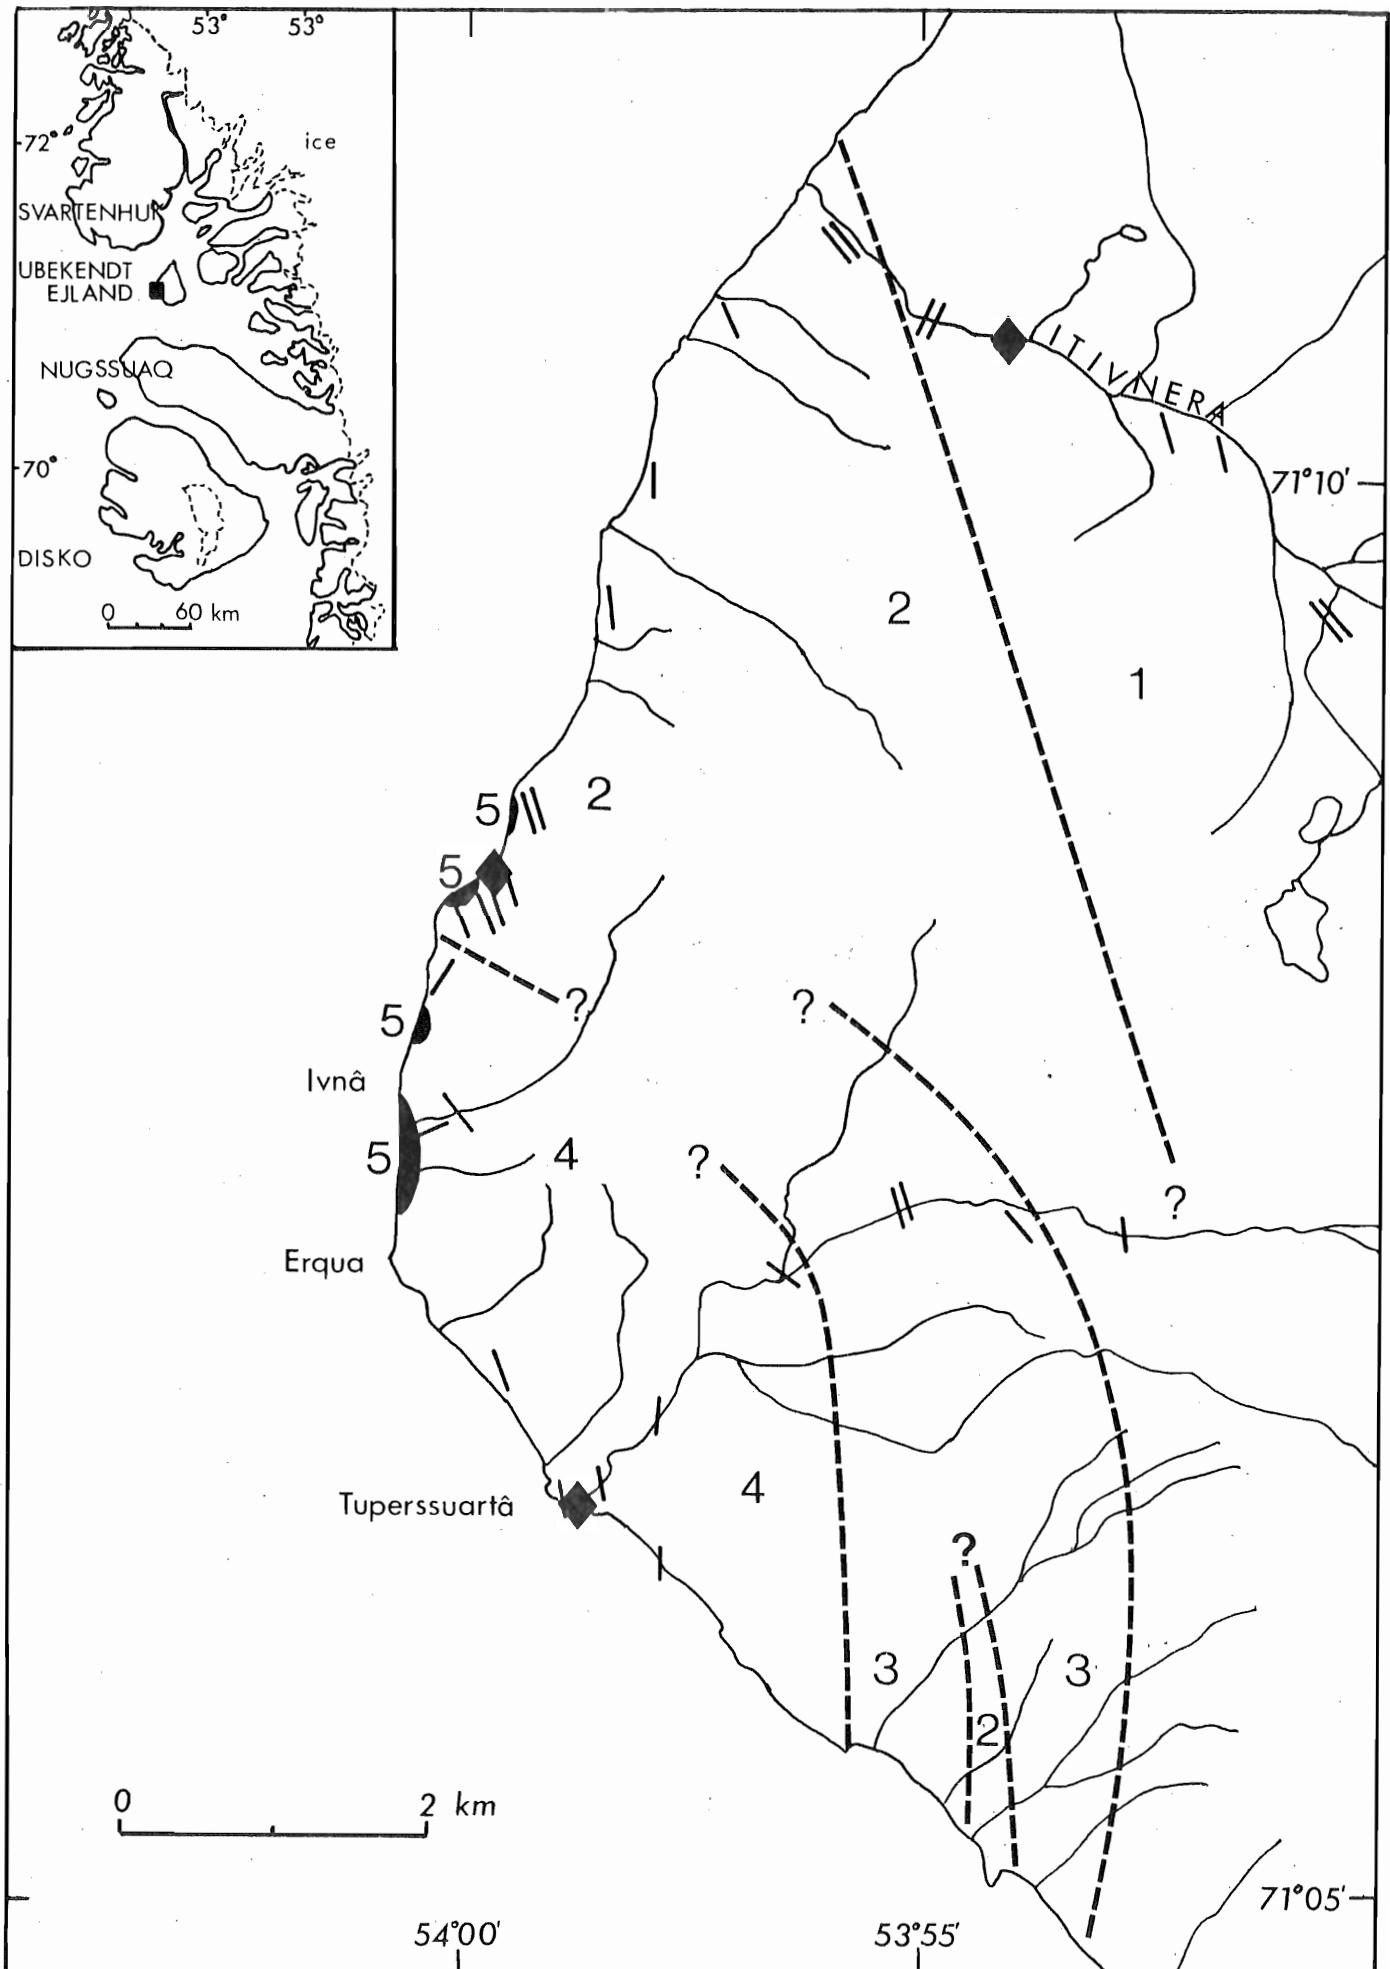 53° 53°
72°
ice
SVARTENHUK
UBEKENDT
EJLAND
NUGSSUAQ
70°
DISKO
0 60 km
ITIVNERA
71°10'
2
1
5
2
5
?
?
5
Ivnâ
5
4
?
?
Erqua
Tuperssuartâ
4
?
3
3
2
0 2 km
71°05'
54°00'
53°55'